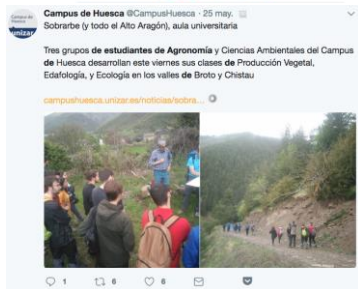 Campus de Huesca @CampusHuesca · 25 may.
Sobrarbe (y todo el Alto Aragón), aula universitaria
Tres grupos de estudiantes de Agronomía y Ciencias Ambientales del Campus
de Huesca desarrollan este viernes sus clases de Producción Vegetal,
Edafología, y Ecología en los valles de Broto y Chistau
campushuesca.unizar.es/noticias/sobra...
unizar
1 6 6